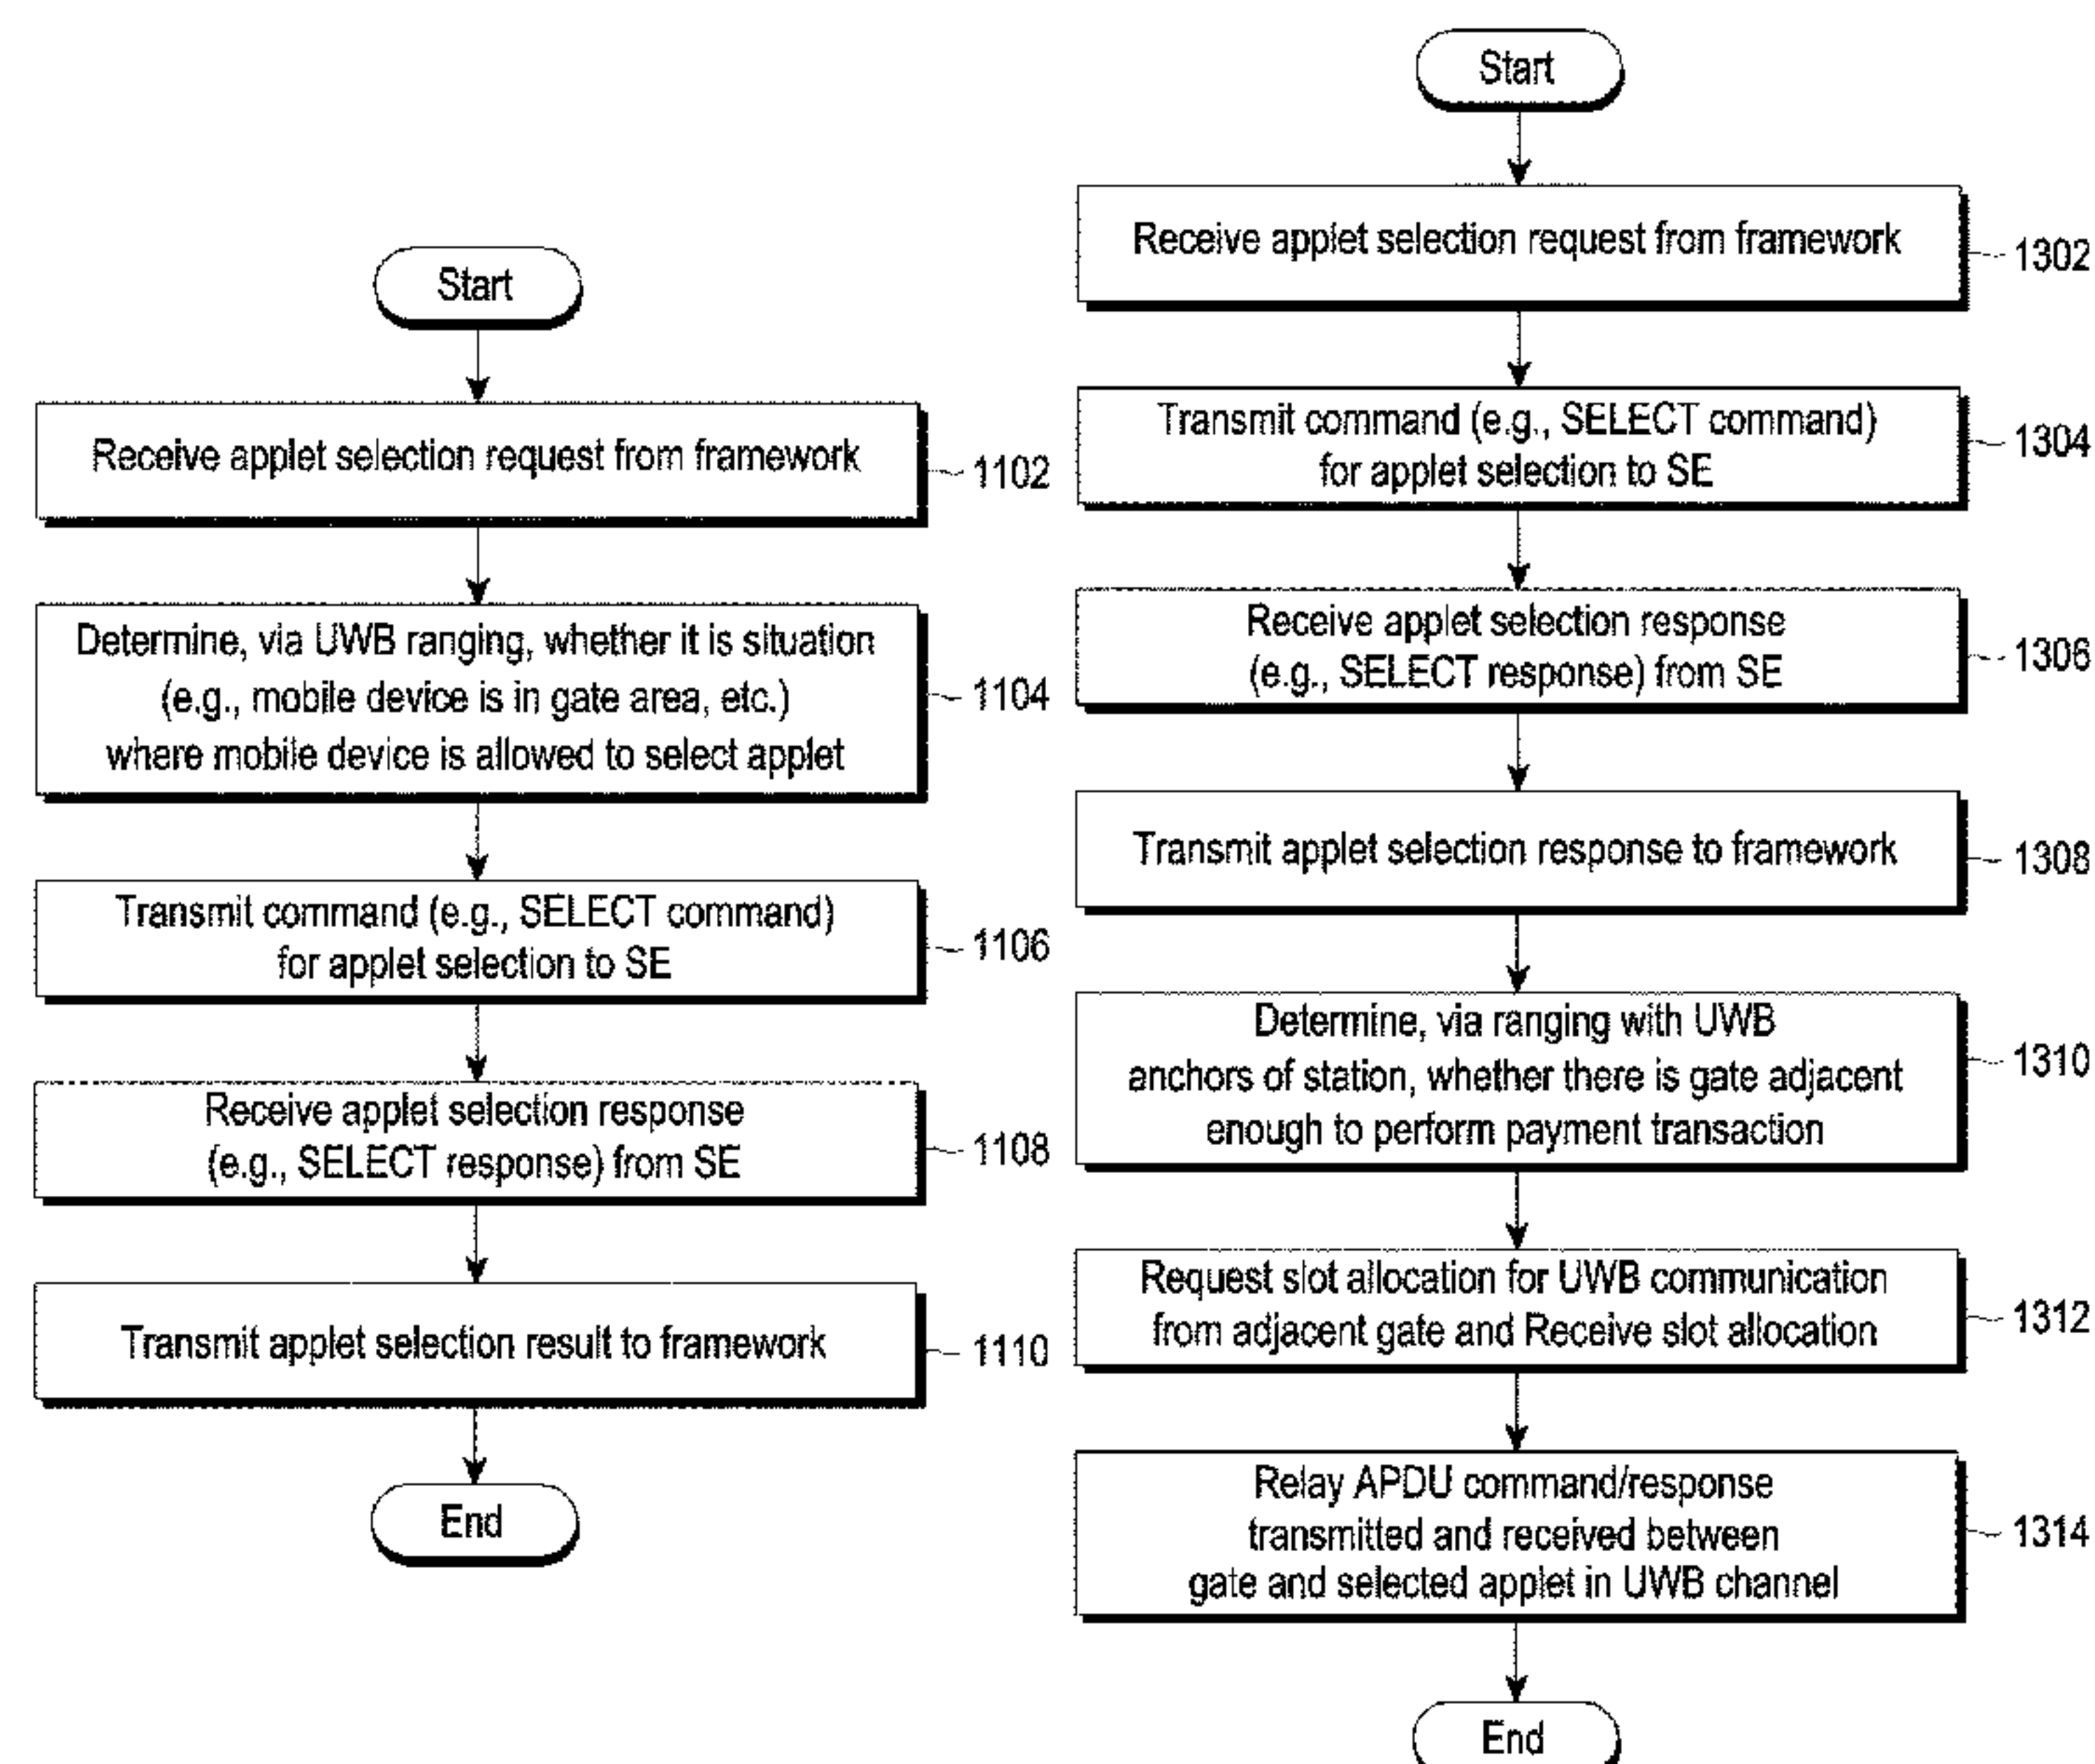 Start
Receive applet selection request from framework
1102
Determine, via UWB ranging, whether it is situation
(e.g., mobile device is in gate area, etc.)
where mobile device is allowed to select applet
1104
Transmit command (e.g., SELECT command)
for applet selection to SE
1106
Receive applet selection response
(e.g., SELECT response) from SE
1108
Transmit applet selection result to framework
1110
End
Start
Receive applet selection request from framework
1302
Transmit command (e.g., SELECT command)
for applet selection to SE
1304
Receive applet selection response
(e.g., SELECT response) from SE
1306
Transmit applet selection response to framework
1308
Determine, via ranging with UWB
anchors of station, whether there is gate adjacent
enough to perform payment transaction
1310
Request slot allocation for UWB communication
from adjacent gate and Receive slot allocation
1312
Relay APDU command/response
transmitted and received between
gate and selected applet in UWB channel
1314
End